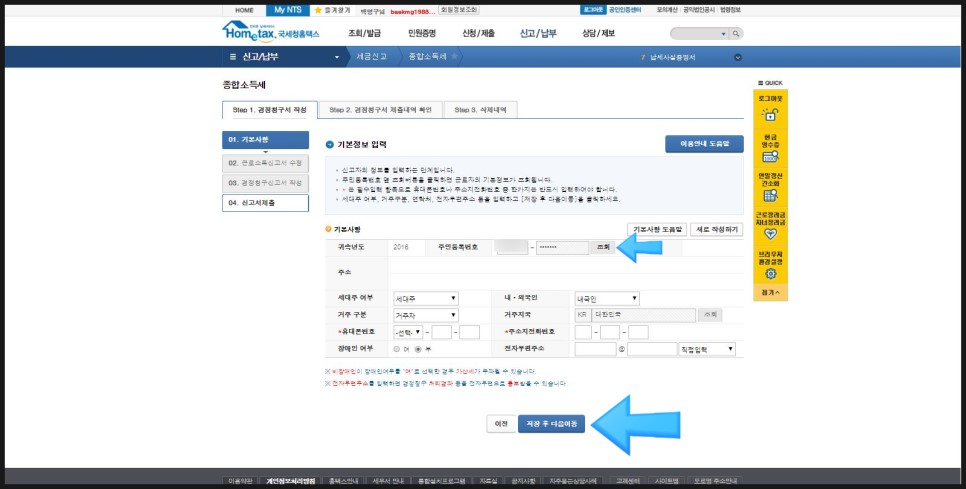 HOME My NTS 즐겨찾기 백명구님 baekmg1988... 회원정보조회 로그아웃 공인인증센터 모의계산 공익법인공시 법령정보
Hometax. 국세청홈택스 조회/발급 민원증명 신청/제출 신고/납부 상담/제보
신고/납부 세금신고 종합소득세 7 납세사실증명서
종합소득세
Step 1. 경정청구서 작성 Step 2. 경정청구서 제출내역 확인 Step 3. 삭제내역
01. 기본사항
02. 근로소득신고서 수정
03. 경정청구신고서 작성
04. 신고서제출
기본정보 입력 이용안내 도움말
신고자의 정보를 입력하는 단계입니다.
주민등록번호 옆 조회버튼을 클릭하면 근로자의 기본정보가 조회됩니다.
* 은 필수입력 항목으로 휴대폰번호나 주소지전화번호 중 한가지은 반드시 입력하여야 합니다.
세대주 여부, 거주구분, 연락처, 전자우편주소 등을 입력하고 [저장 후 다음이동]을 클릭하세요.
기본사항 기본사항 도움말 새로 작성하기
귀속년도 2016 주민등록번호 - ••••••• 조회
주소
세대주 여부 세대주 내·외국인 내국인
거주 구분 거주자 거주지국 KR 대한민국 조회
*휴대폰번호 -선택- - - *주소지전화번호 - -
장애인 여부 여 부 전자우편주소 @ 직접입력
※ 비장애인이 장애인여부를 "여"로 선택한 경우 가산세가 부과될 수 있습니다.
※ 전자우편주소를 입력하면 경정청구 처리결과 등을 전자우편으로 통보받을 수 있습니다.
이전 저장 후 다음이동
QUICK
로그아웃
현금
영수증
연말정산
간소화
근로장려금
자녀장려금
브라우저
환경설정
접기
이용약관 개인정보처리방침 홈택스안내 세무서 안내 통합설치프로그램 자료실 공지사항 자주묻는상담사례 고객센터 사이트맵 도로명 주소안내